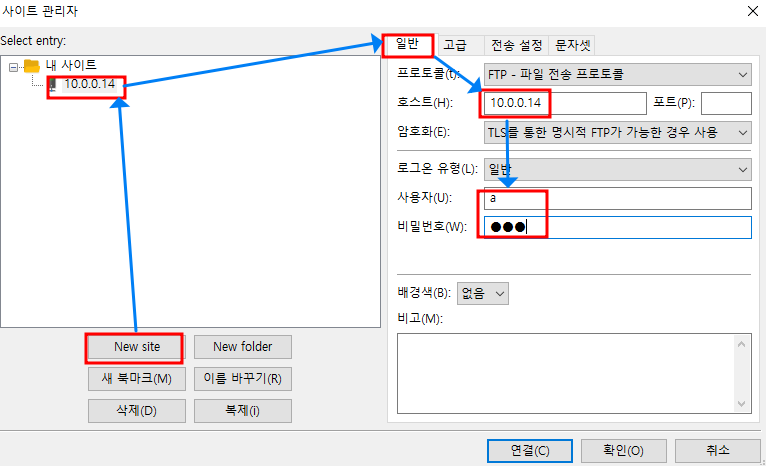 사이트 관리자
Select entry:
내 사이트
10.0.0.14
New site
New folder
새 북마크(M)
이름 바꾸기(R)
삭제(D)
복제(i)
일반
고급
전송 설정
문자셋
프로토콜(t):
FTP - 파일 전송 프로토콜
호스트(H):
10.0.0.14
포트(P):
암호화(E):
TLS를 통한 명시적 FTP가 가능한 경우 사용
로그온 유형(L):
일반
사용자(U):
a
비밀번호(W):
●●●
배경색(B):
없음
비고(M):
연결(C)
확인(O)
취소